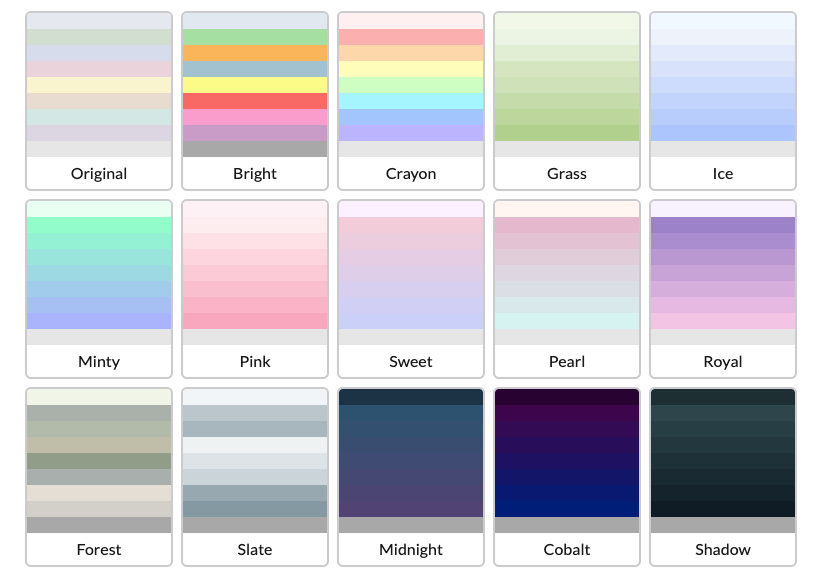 Original
Bright
Crayon
Grass
Ice
Minty
Pink
Sweet
Pearl
Royal
Forest
Slate
Midnight
Cobalt
Shadow